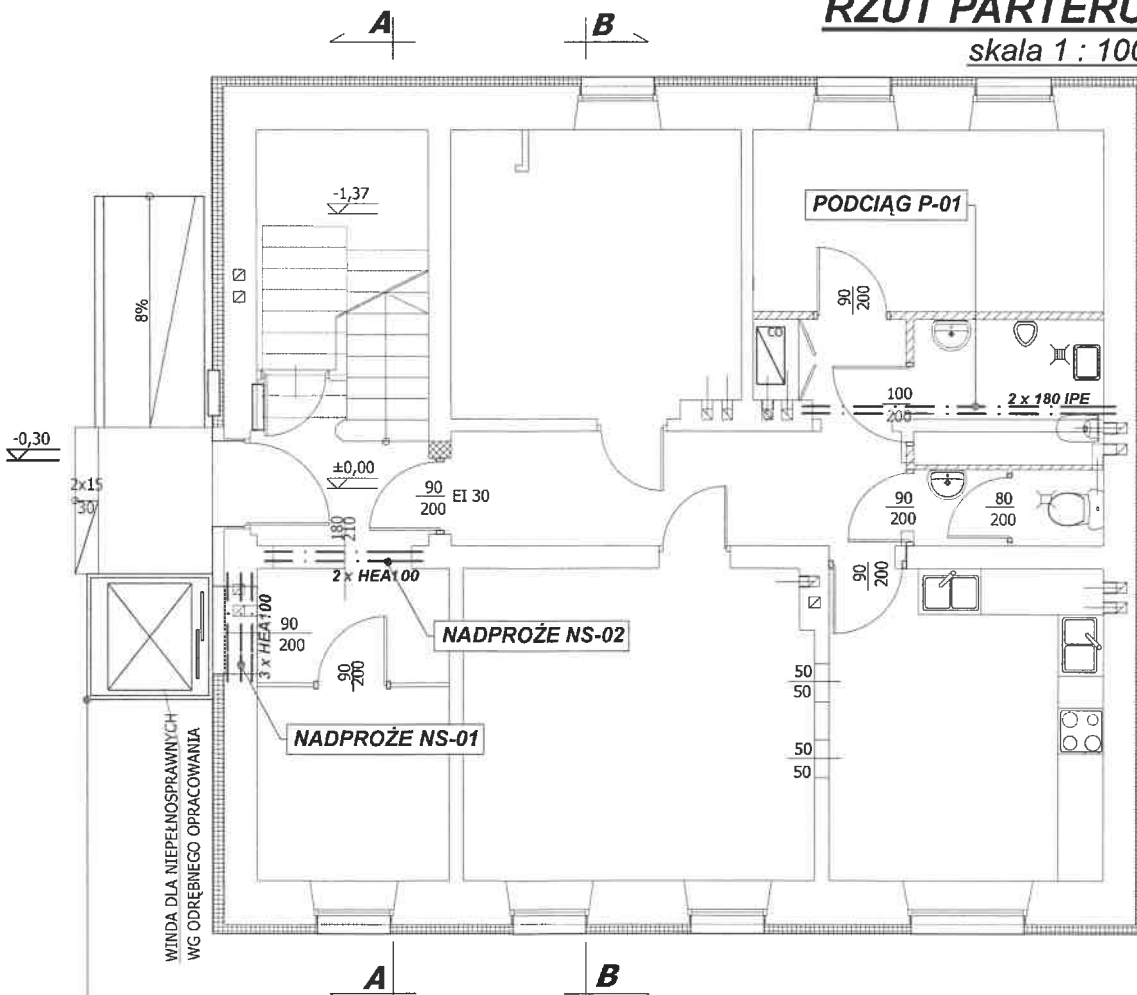 RZUT PARTERU
skala 1 : 100
A
B
-1,37
PODCIĄG P-01
8%
90
200
CO
100
200
2 x 180 IPE
-0,30
2x15
30
±0,00
90
200
EI 30
180
210
90
200
80
200
2 x HEA100
90
200
3 x HEA100
90
200
NADPROŻE NS-02
90
200
50
50
NADPROŻE NS-01
50
50
WINDA DLA NIEPEŁNOSPRAWNYCH
WG ODRĘBNEGO OPRACOWANIA
A
B